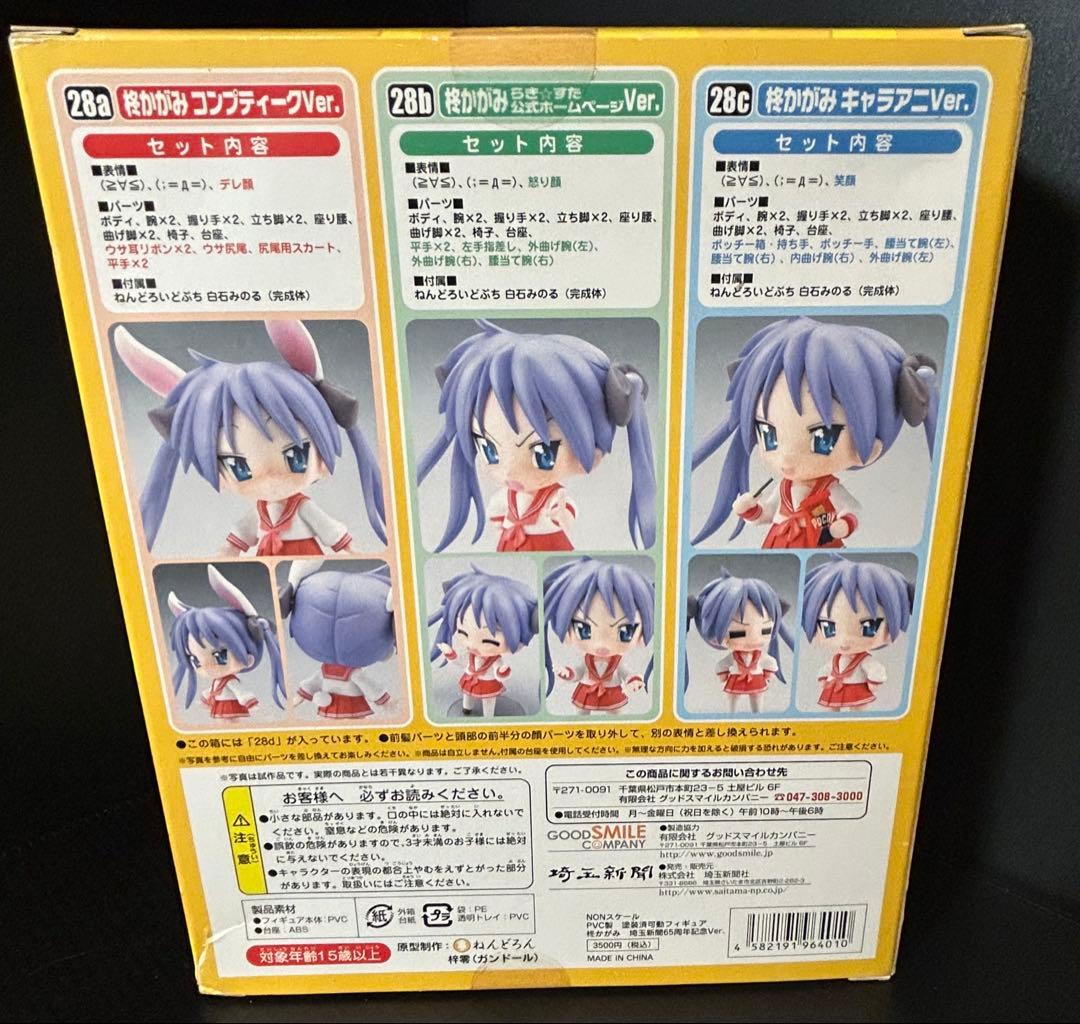 28a 柊かがみ コンプティークVer.
セット内容
■表情■
(≧∀≦)、(；=д=)、デレ顔
■パーツ■
ボディ、腕×2、握り手×2、立ち脚×2、座り腰、
曲げ脚×2、椅子、台座、
ウサ耳リボン×2、ウサ尻尾、尻尾用スカート、
平手×2
■付属■
ねんどろいどぷち 白石みのる（完成体）
28b 柊かがみ らき☆すた公式ホームページVer.
セット内容
■表情■
(≧∀≦)、(；=д=)、怒り顔
■パーツ■
ボディ、腕×2、握り手×2、立ち脚×2、座り腰、
曲げ脚×2、椅子、台座、
平手×2、左手指差し、外曲げ腕(左)、
外曲げ腕(右)、腰当て腕(右)
■付属■
ねんどろいどぷち 白石みのる（完成体）
28c 柊かがみ キャラアニVer.
セット内容
■表情■
(≧∀≦)、(；=д=)、笑顔
■パーツ■
ボディ、腕×2、握り手×2、立ち脚×2、座り腰、
曲げ脚×2、椅子、台座、
ポッチー箱・持ち手、ポッチー手、腰当て腕(左)、
腰当て腕(右)、内曲げ腕(右)、外曲げ腕(左)
■付属■
ねんどろいどぷち 白石みのる（完成体）
●この箱には「28d」が入っています。 ●前髪パーツと頭部の前半分の顔パーツを取り外して、別の表情と差し換えられます。
※写真を参考に自由にパーツを差し換えてお楽しみください。※商品は自立しません。付属の台座を使用してください。※無理な方向に力を加えると破損する恐れがあります。ご注意ください。
※写真は試作品です。実際の商品とは若干異なります。ご了承ください。
注意
お客様へ 必ずお読みください。
●小さな部品があります。口の中には絶対に入れないで
ください。窒息などの危険があります。
●誤飲の危険がありますので、3才未満のお子様には絶対
に与えないでください。
●キャラクターの表現の都合上やむをえずとがった部分
があります。取扱いにはご注意ください。
製品素材
●フィギュア本体:PVC
●台座:ABS
紙 外箱 台紙
プラ 袋:PE 透明トレイ:PVC
対象年齢15歳以上
原型制作：ねんどろん
梓零(ガンドール)
この商品に関するお問い合わせ先
〒271-0091 千葉県松戸市本町23-5 土屋ビル 6F
有限会社 グッドスマイルカンパニー ☎047-308-3000
●電話受付時間 月～金曜日（祝日を除く）午前10時～午後6時
GOODSMILE COMPANY
●製造協力
有限会社 グッドスマイルカンパニー
〒271-0091 千葉県松戸市本町23-5 土屋ビル 6F
http://www.goodsmile.jp
埼玉新聞
●発売・販売元
株式会社 埼玉新聞社
http://www.saitama-np.co.jp/
NONスケール
PVC製 塗装済可動フィギュア
柊かがみ 埼玉新聞65周年記念Ver.
3500円（税込）
MADE IN CHINA
4 582191 964010